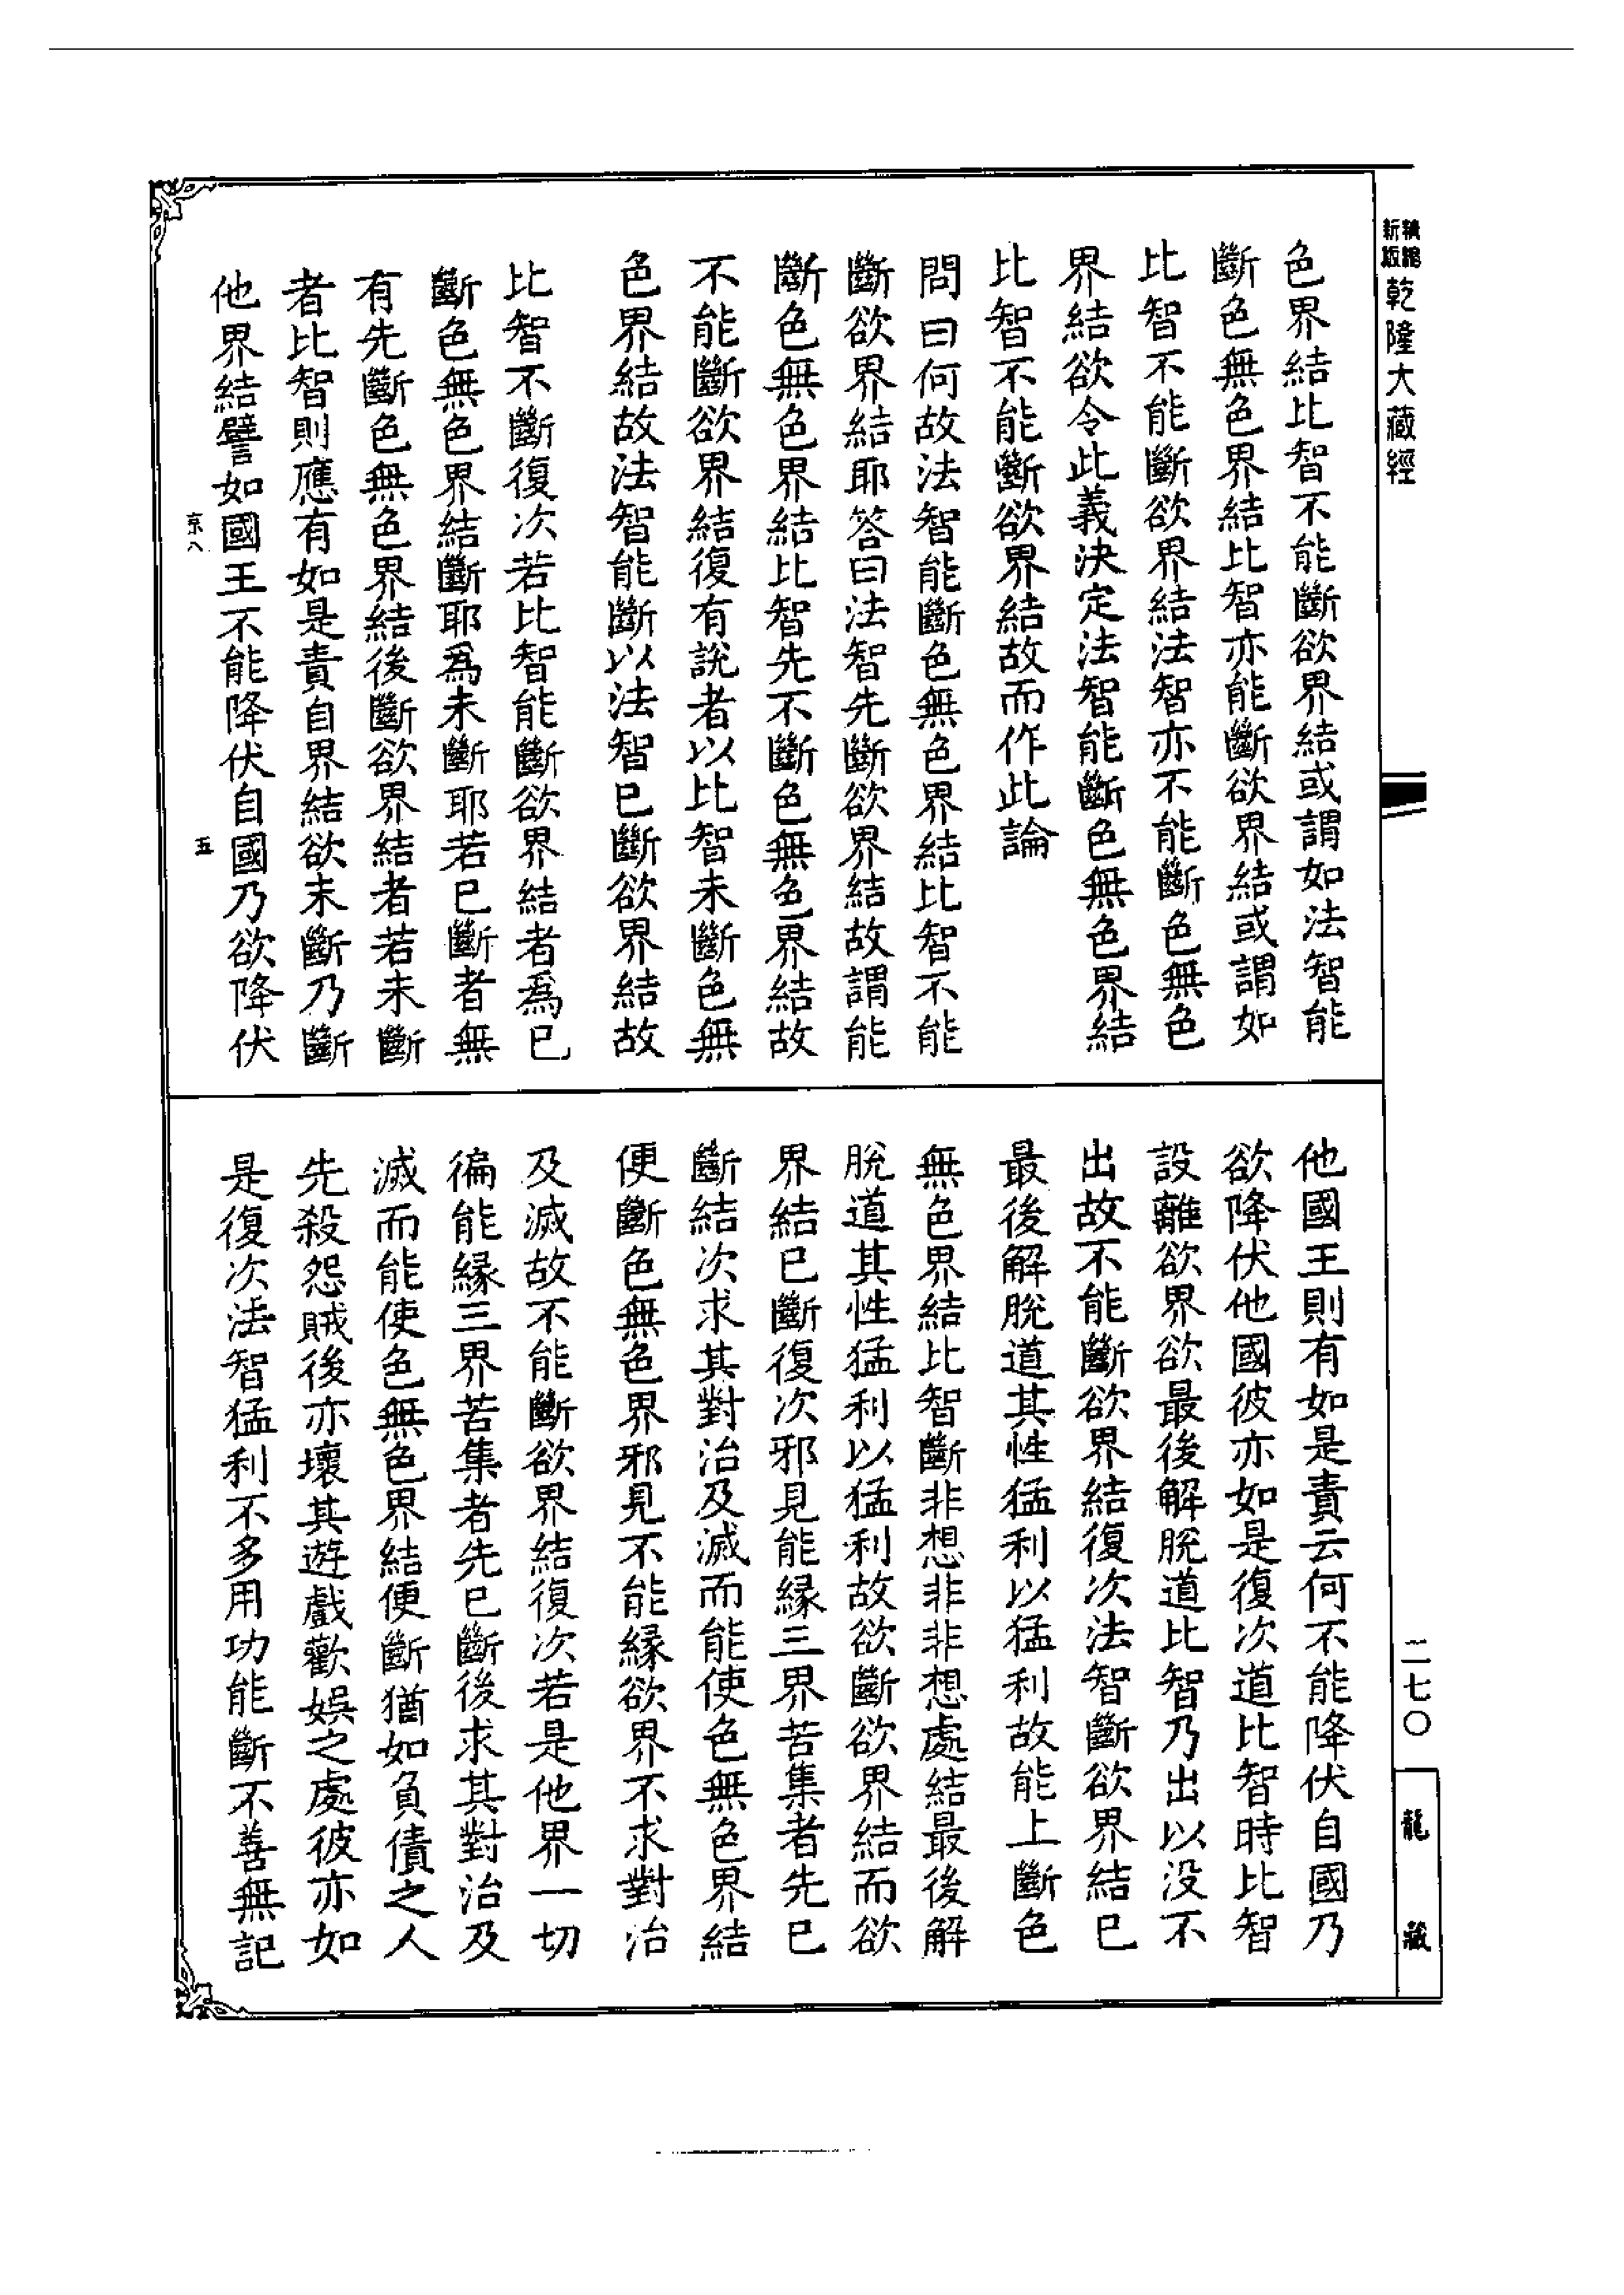 新版精縮乾隆大藏經
色界結比智不能斷欲界結或謂如法智能
斷色無色界結比智亦能斷欲界結或謂如
比智不能斷欲界結法智亦不能斷色無色
界結欲令此義決定法智能斷色無色界結
比智不能斷欲界結故而作此論
問曰何故法智能斷色無色界結比智不能
斷欲界結耶答曰法智先斷欲界結故謂能
斷色無色界結比智先不斷色無色界結故
不能斷欲界結復有說者以比智未斷色無
色界結故法智能斷以法智已斷欲界結故
比智不斷復次若比智能斷欲界結者爲已
斷色無色界結斷耶爲未斷耶若已斷者無
有先斷色無色界結後斷欲界結者若未斷
者比智則應有如是責自界結欲未斷乃斷
他界結譬如國王不能降伏自國乃欲降伏
京八
五
他國王則有如是責云何不能降伏自國乃
欲降伏他國彼亦如是復次道比智時比智
設離欲界欲最後解脫道比智乃出以没不
出故不能斷欲界結復次法智斷欲界結已
最後解脫道其性猛利以猛利故能上斷色
無色界結比智斷非想非非想處結最後解
脫道其性猛利以猛利故欲斷欲界結而欲
界結已斷復次邪見能縁三界苦集者先已
斷結次求其對治及滅而能使色無色界結
便斷色無色界邪見不能縁欲界不求對治
及滅故不能斷欲界結復次若是他界一切
徧能縁三界苦集者先已斷後求其對治及
滅而能使色無色界結便斷猶如負債之人
先殺怨賊後亦壞其遊戲歡娛之處彼亦如
是復次法智猛利不多用功能斷不善無記
二七〇
龍藏